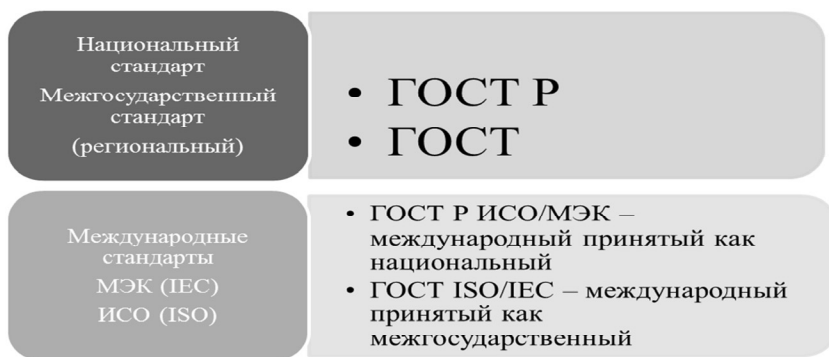 Национальный
стандарт
Межгосударственный
стандарт
(региональный)
• ГОСТ Р
• ГОСТ
Международные
стандарты
МЭК (IEC)
ИСО (ISO)
• ГОСТ Р ИСО/МЭК –
международный принятый как
национальный
• ГОСТ ISO/IEC – международный
принятый как
межгосударственный